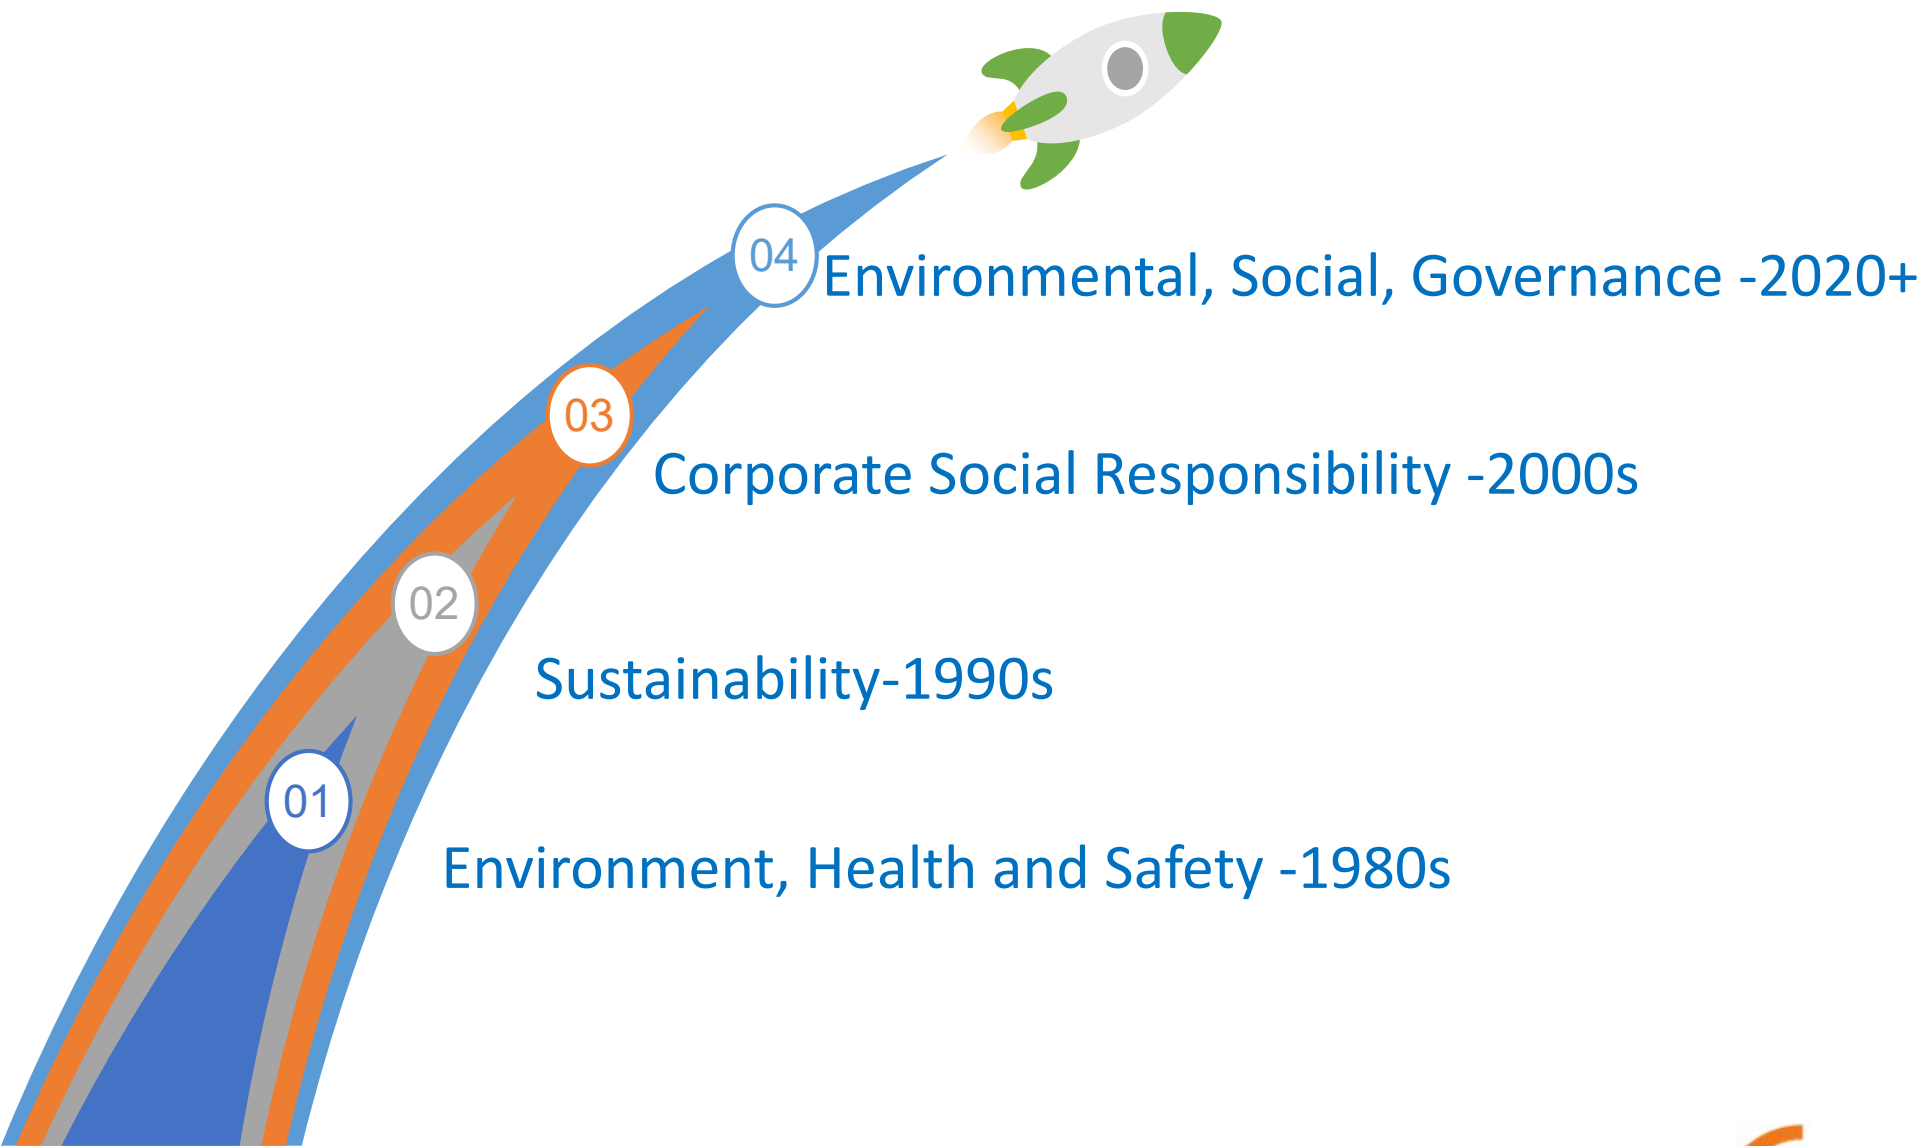 04
Environmental, Social, Governance -2020+
03
Corporate Social Responsibility -2000s
02
Sustainability-1990s
01
Environment, Health and Safety -1980s